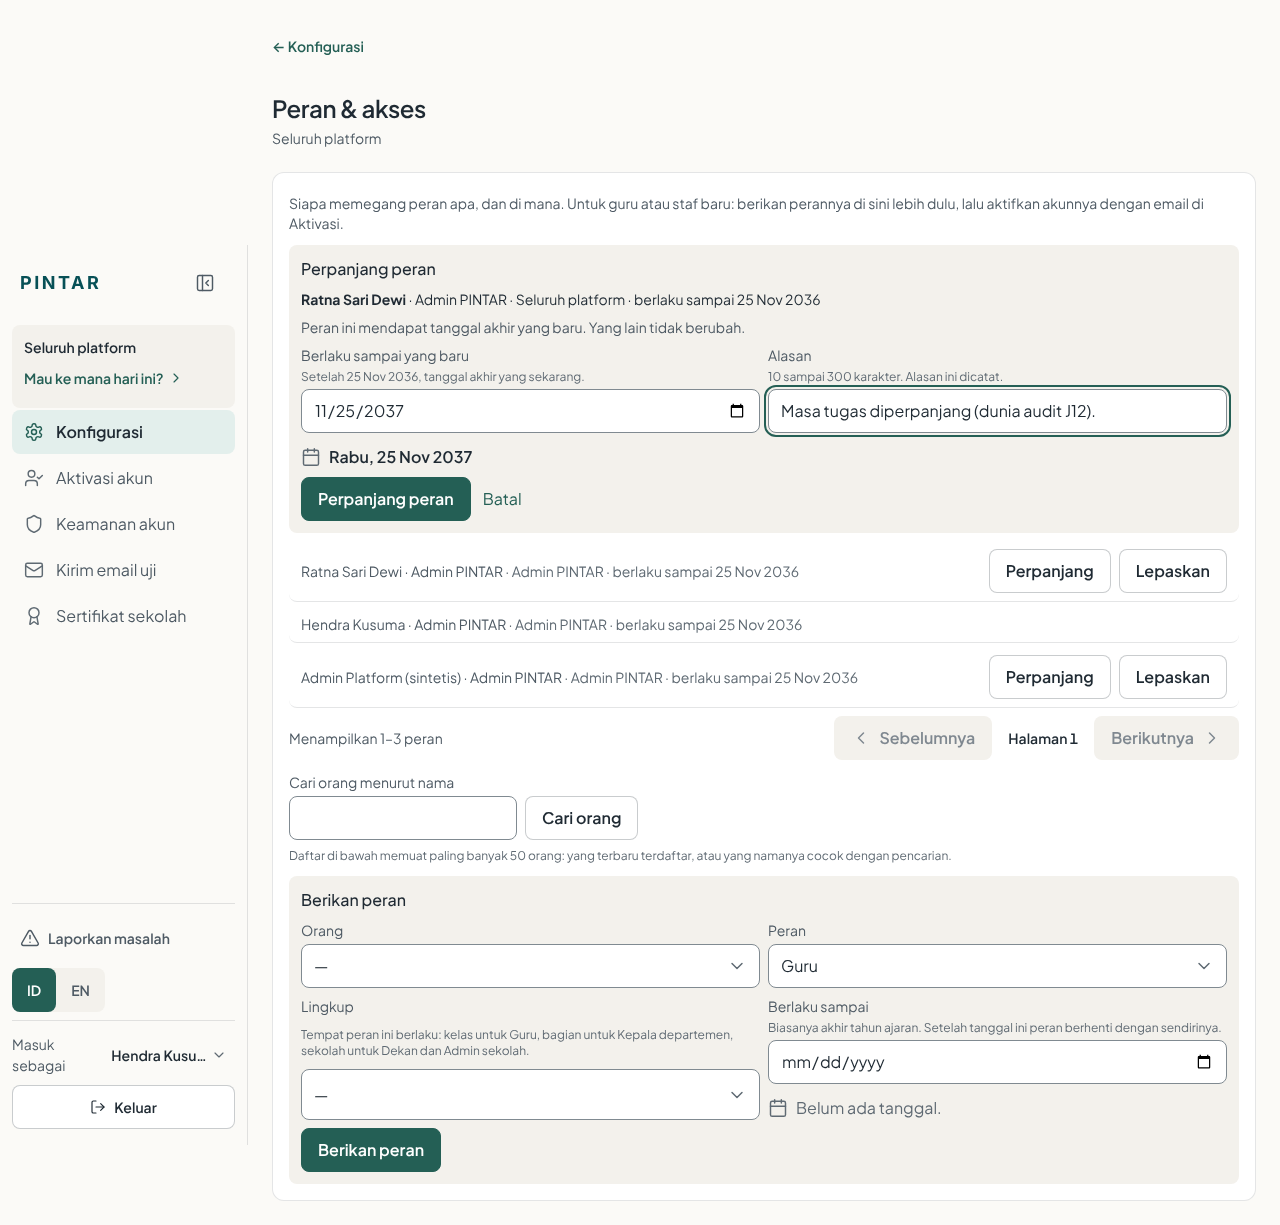 ← Konfigurasi
Peran & akses
Seluruh platform
Siapa memegang peran apa, dan di mana. Untuk guru atau staf baru: berikan perannya di sini lebih dulu, lalu aktifkan akunnya dengan email di
Aktivasi.
PINTAR
Seluruh platform
Mau ke mana hari ini?
Konfigurasi
Aktivasi akun
Keamanan akun
Kirim email uji
Sertifikat sekolah
Laporkan masalah
ID EN
Masuk sebagai Hendra Kusu...
Keluar
Perpanjang peran
Ratna Sari Dewi · Admin PINTAR · Seluruh platform · berlaku sampai 25 Nov 2036
Peran ini mendapat tanggal akhir yang baru. Yang lain tidak berubah.
Berlaku sampai yang baru
Setelah 25 Nov 2036, tanggal akhir yang sekarang.
11/25/2037
Alasan
10 sampai 300 karakter. Alasan ini dicatat.
Masa tugas diperpanjang (dunia audit J12).
Rabu, 25 Nov 2037
Perpanjang peran Batal
Ratna Sari Dewi · Admin PINTAR · Admin PINTAR · berlaku sampai 25 Nov 2036 Perpanjang Lepaskan
Hendra Kusuma · Admin PINTAR · Admin PINTAR · berlaku sampai 25 Nov 2036
Admin Platform (sintetis) · Admin PINTAR · Admin PINTAR · berlaku sampai 25 Nov 2036 Perpanjang Lepaskan
Menampilkan 1–3 peran Sebelumnya Halaman 1 Berikutnya
Cari orang menurut nama
Cari orang
Daftar di bawah memuat paling banyak 50 orang: yang terbaru terdaftar, atau yang namanya cocok dengan pencarian.
Berikan peran
Orang
—
Peran
Guru
Lingkup
Tempat peran ini berlaku: kelas untuk Guru, bagian untuk Kepala departemen,
sekolah untuk Dekan dan Admin sekolah.
—
Berlaku sampai
Biasanya akhir tahun ajaran. Setelah tanggal ini peran berhenti dengan sendirinya.
mm/dd/yyyy
Belum ada tanggal.
Berikan peran